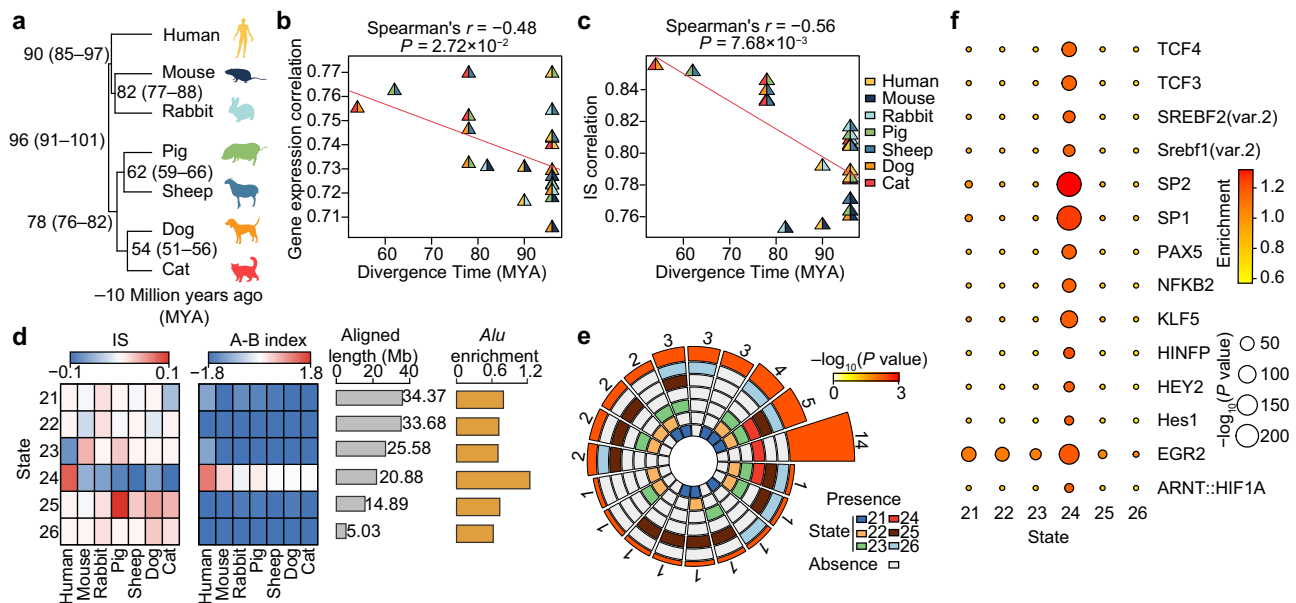 a
90 (85–97)
Human
Mouse
82 (77–88)
Rabbit
96 (91–101)
Pig
62 (59–66)
Sheep
78 (76–82)
Dog
54 (51–56)
Cat
−10 Million years ago
(MYA)
b
Spearman's r = −0.48
P = 2.72×10−2
Gene expression correlation
0.77
0.76
0.75
0.74
0.73
0.72
0.71
60 70 80 90
Divergence Time (MYA)
c
Spearman's r = −0.56
P = 7.68×10−3
IS correlation
0.84
0.82
0.80
0.78
0.76
60 70 80 90
Divergence Time (MYA)
Human
Mouse
Rabbit
Pig
Sheep
Dog
Cat
d
IS
−0.1 0.1
A-B index
−1.8 1.8
Aligned
length (Mb)
0 40
Alu
enrichment
0 1.2
State
21
22
23
24
25
26
34.37
33.68
25.58
20.88
14.89
5.03
Human
Mouse
Rabbit
Pig
Sheep
Dog
Cat
Human
Mouse
Rabbit
Pig
Sheep
Dog
Cat
e
14
5
4
3
3
3
2
2
2
2
1
1
1
1
1
1
1
1
−log10(P value)
0 3
Presence
State
21 24
22 25
23 26
Absence
f
TCF4
TCF3
SREBF2(var.2)
Srebf1(var.2)
SP2
SP1
PAX5
NFKB2
KLF5
HINFP
HEY2
Hes1
EGR2
ARNT::HIF1A
21 22 23 24 25 26
State
Enrichment
1.2
1.0
0.8
0.6
−log10(P value)
50
100
150
200